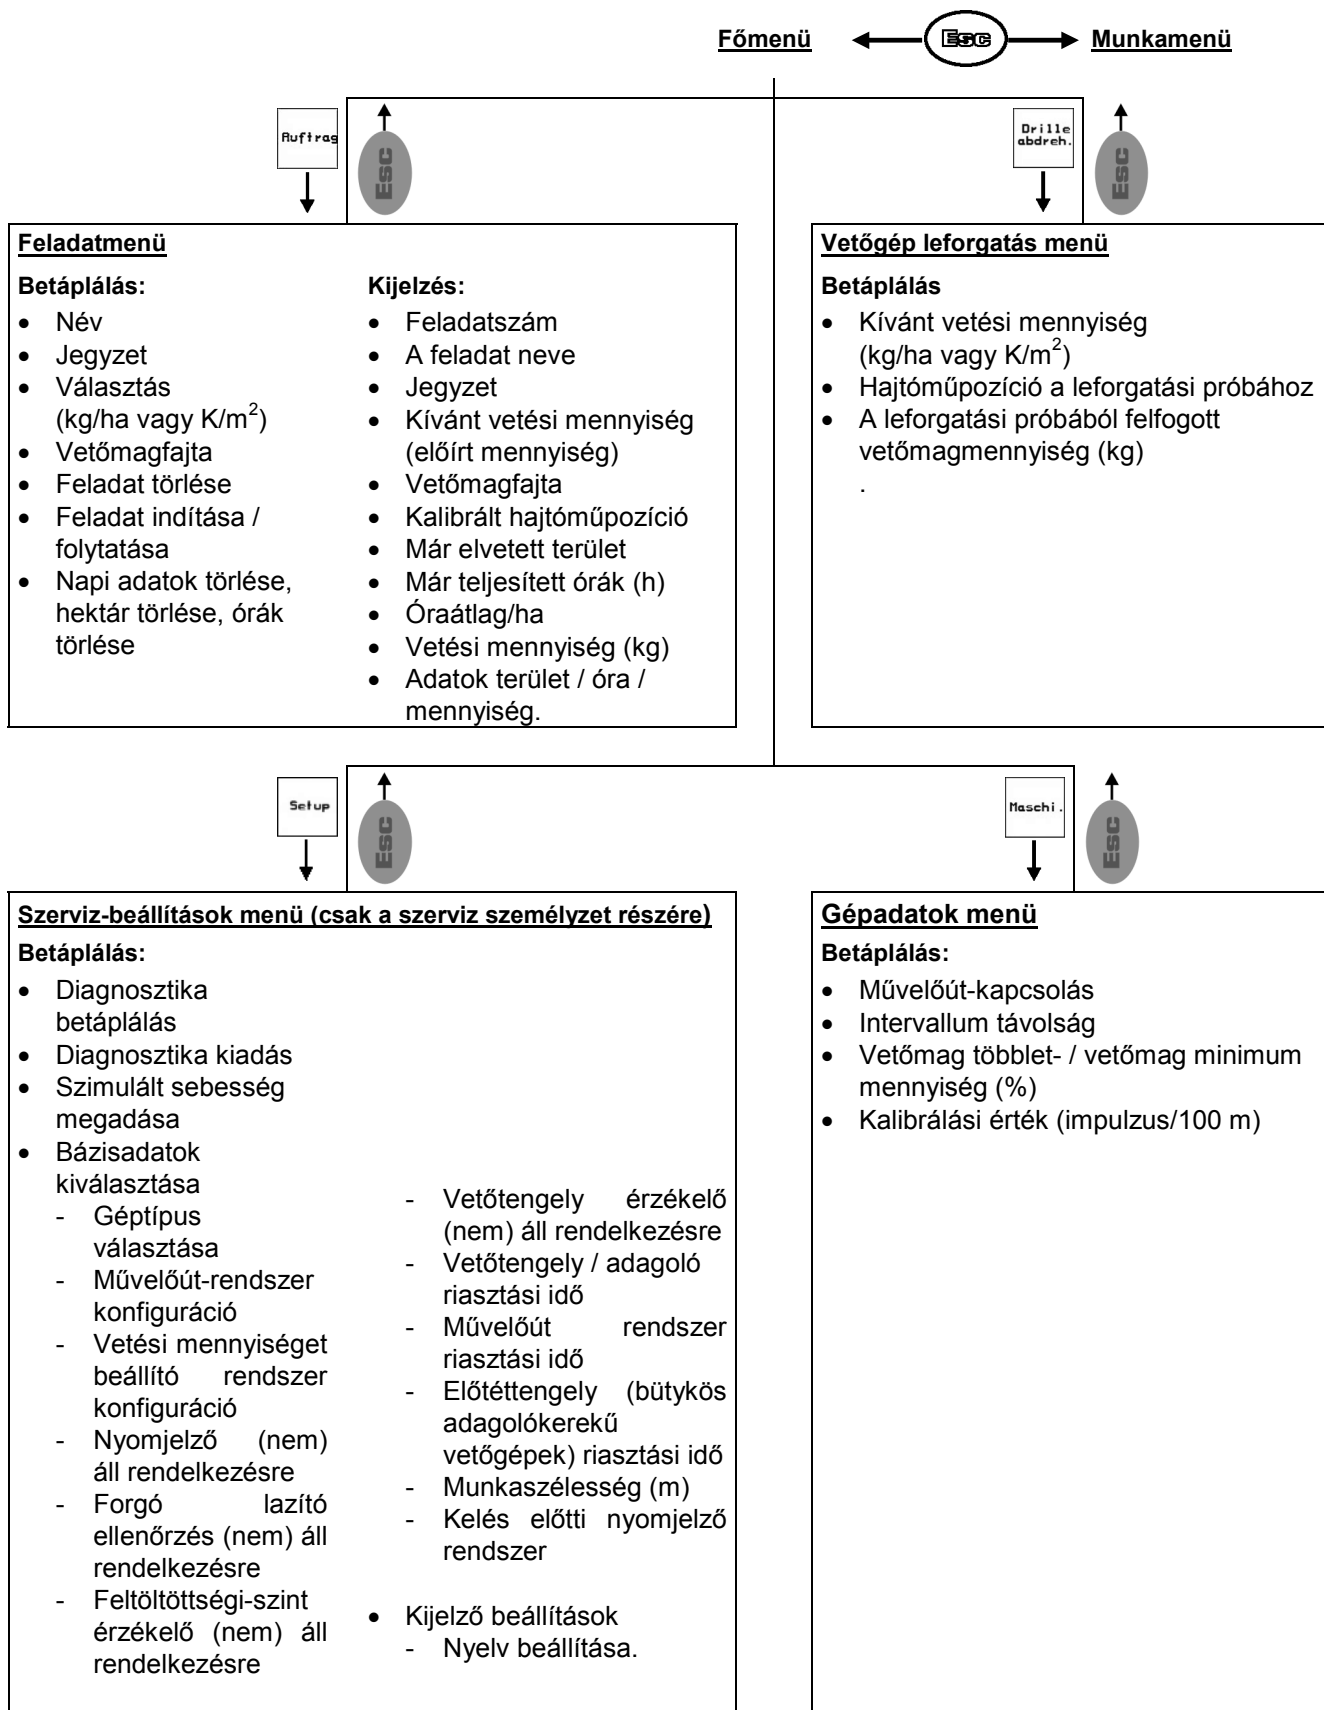 Főmenü
Esc
Munkamenü
Auftrag
Esc
Drille
abdreh.
Esc
Feladatmenü
Betáplálás:
• Név
• Jegyzet
• Választás
(kg/ha vagy K/m²)
• Vetőmagfajta
• Feladat törlése
• Feladat indítása /
folytatása
• Napi adatok törlése,
hektár törlése, órák
törlése
Kijelzés:
• Feladatszám
• A feladat neve
• Jegyzet
• Kívánt vetési mennyiség
(előírt mennyiség)
• Vetőmagfajta
• Kalibrált hajtóműpozíció
• Már elvetett terület
• Már teljesített órák (h)
• Óraátlag/ha
• Vetési mennyiség (kg)
• Adatok terület / óra /
mennyiség.
Vetőgép leforgatás menü
Betáplálás
• Kívánt vetési mennyiség
(kg/ha vagy K/m²)
• Hajtóműpozíció a leforgatási próbához
• A leforgatási próbából felfogott
vetőmagmennyiség (kg)
.
Setup
Esc
Maschi.
Esc
Szerviz-beállítások menü (csak a szerviz személyzet részére)
Betáplálás:
• Diagnosztika
betáplálás
• Diagnosztika kiadás
• Szimulált sebesség
megadása
• Bázisadatok
kiválasztása
- Géptípus
választása
- Művelőút-rendszer
konfiguráció
- Vetési mennyiséget
beállító rendszer
konfiguráció
- Nyomjelző (nem)
áll rendelkezésre
- Forgó lazító
ellenőrzés (nem) áll
rendelkezésre
- Feltöltöttségi-szint
érzékelő (nem) áll
rendelkezésre
- Vetőtengely érzékelő
(nem) áll rendelkezésre
- Vetőtengely / adagoló
riasztási idő
- Művelőút rendszer
riasztási idő
- Előtéttengely (bütykös
adagolókerekű
vetőgépek) riasztási idő
- Munkaszélesség (m)
- Kelés előtti nyomjelző
rendszer
• Kijelző beállítások
- Nyelv beállítása.
Gépadatok menü
Betáplálás:
• Művelőút-kapcsolás
• Intervallum távolság
• Vetőmag többlet- / vetőmag minimum
mennyiség (%)
• Kalibrálási érték (impulzus/100 m)